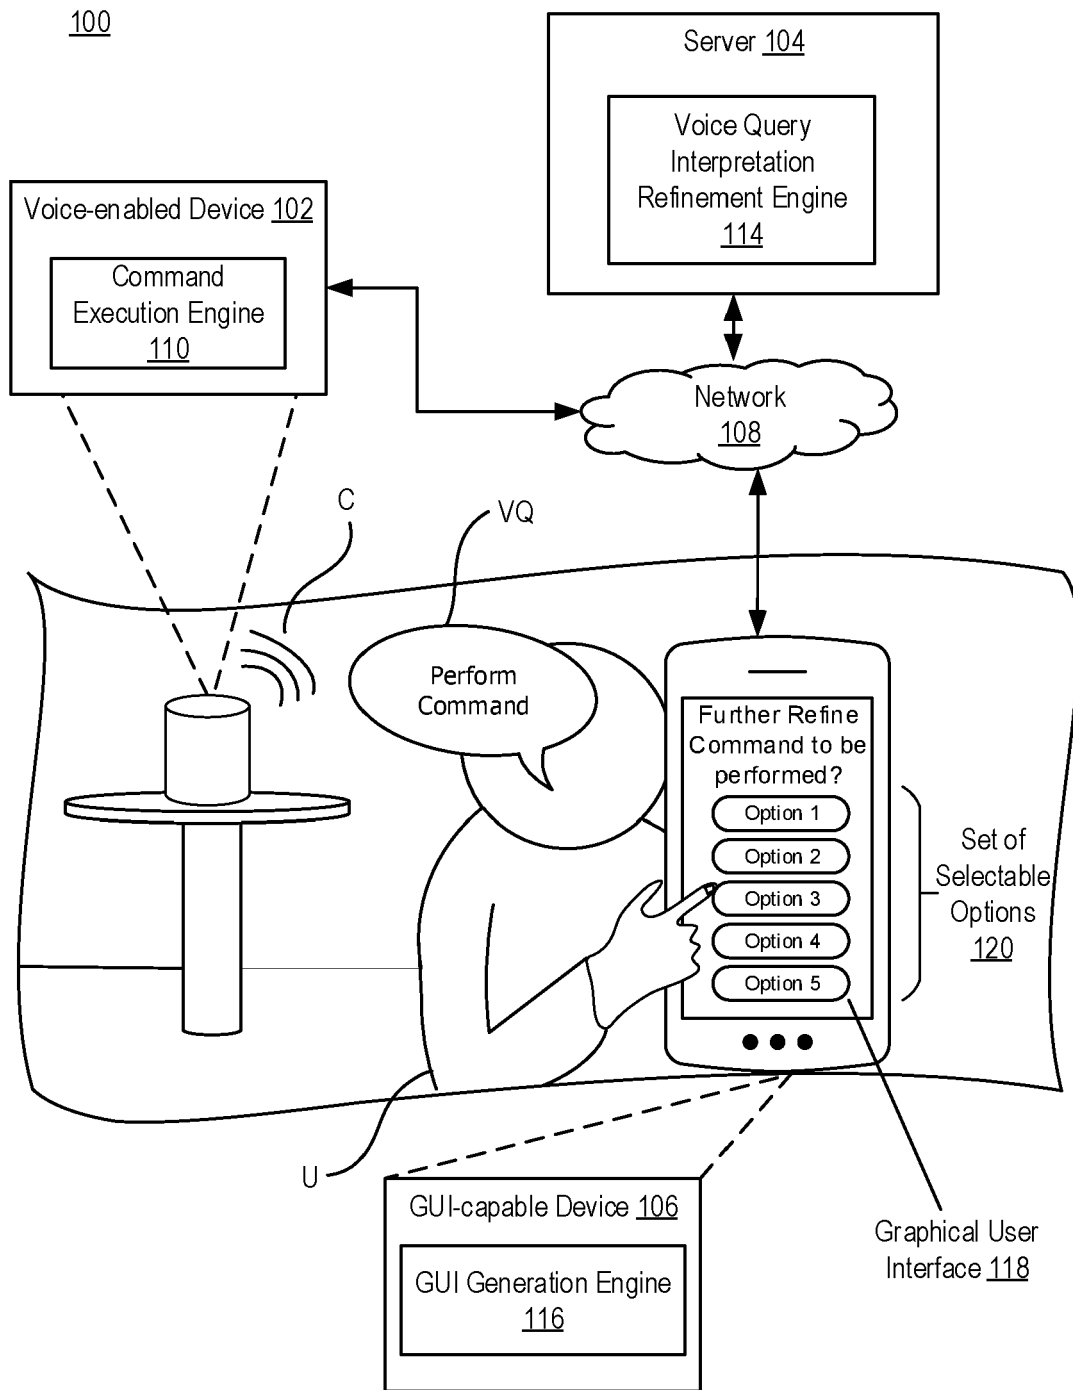 100
Server 104
Voice Query
Interpretation
Refinement Engine
114
Voice-enabled Device 102
Command
Execution Engine
110
Network
108
C
VQ
Perform
Command
Further Refine
Command to be
performed?
Option 1
Option 2
Option 3
Option 4
Option 5
Set of
Selectable
Options
120
U
GUI-capable Device 106
GUI Generation Engine
116
Graphical User
Interface 118